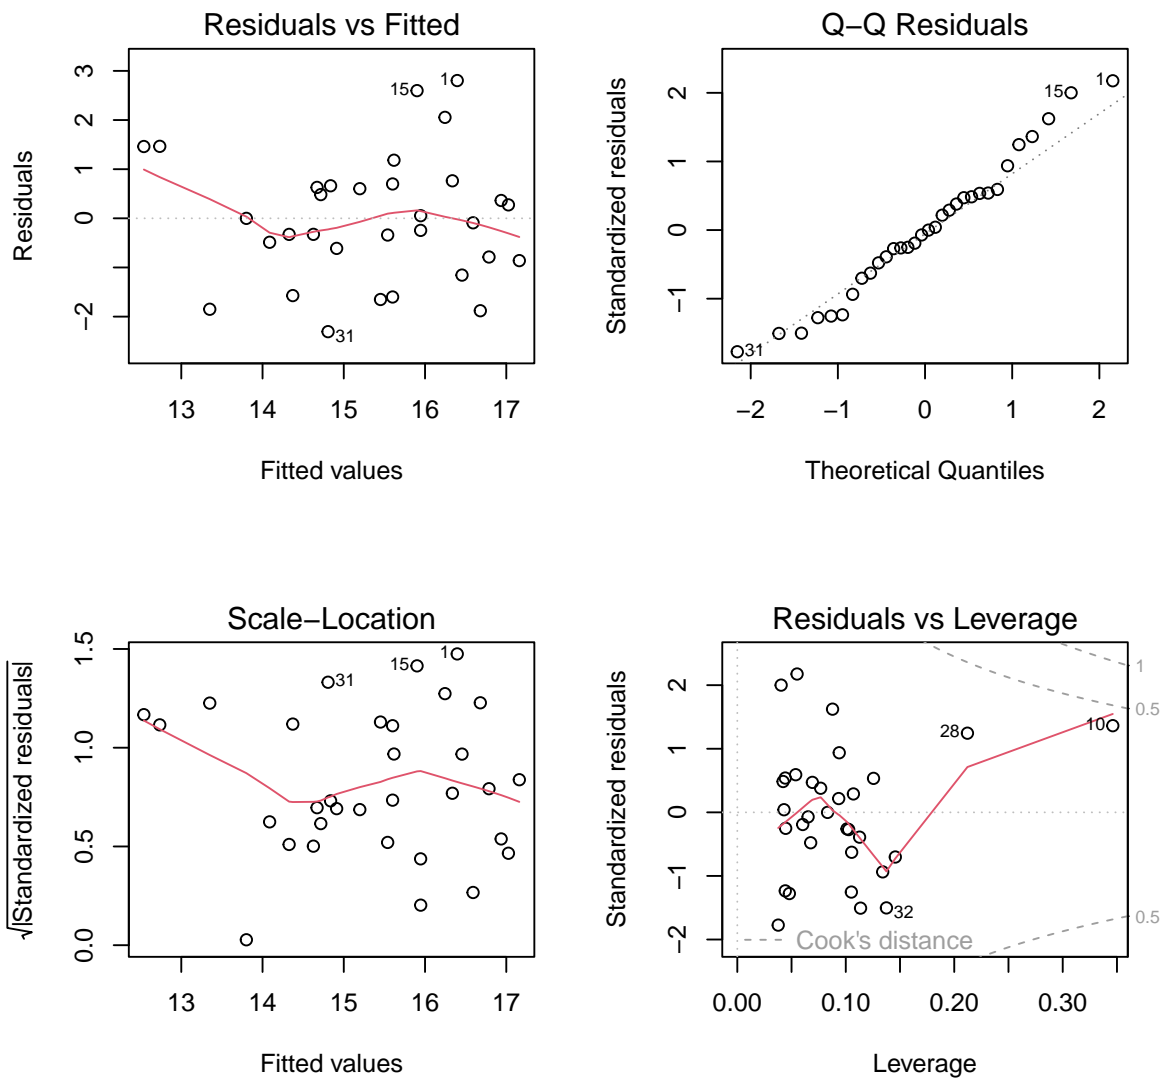 Residuals vs Fitted
Residuals
3
2
1
0
−2
15
1
31
13 14 15 16 17
Fitted values
Q−Q Residuals
Standardized residuals
2
1
0
−1
15
1
31
−2 −1 0 1 2
Theoretical Quantiles
Scale−Location
√|Standardized residuals|
1.5
1.0
0.5
0.0
31
15
1
13 14 15 16 17
Fitted values
Residuals vs Leverage
Standardized residuals
2
1
0
−1
−2
28
10
32
1
0.5
0.5
Cook's distance
0.00 0.10 0.20 0.30
Leverage